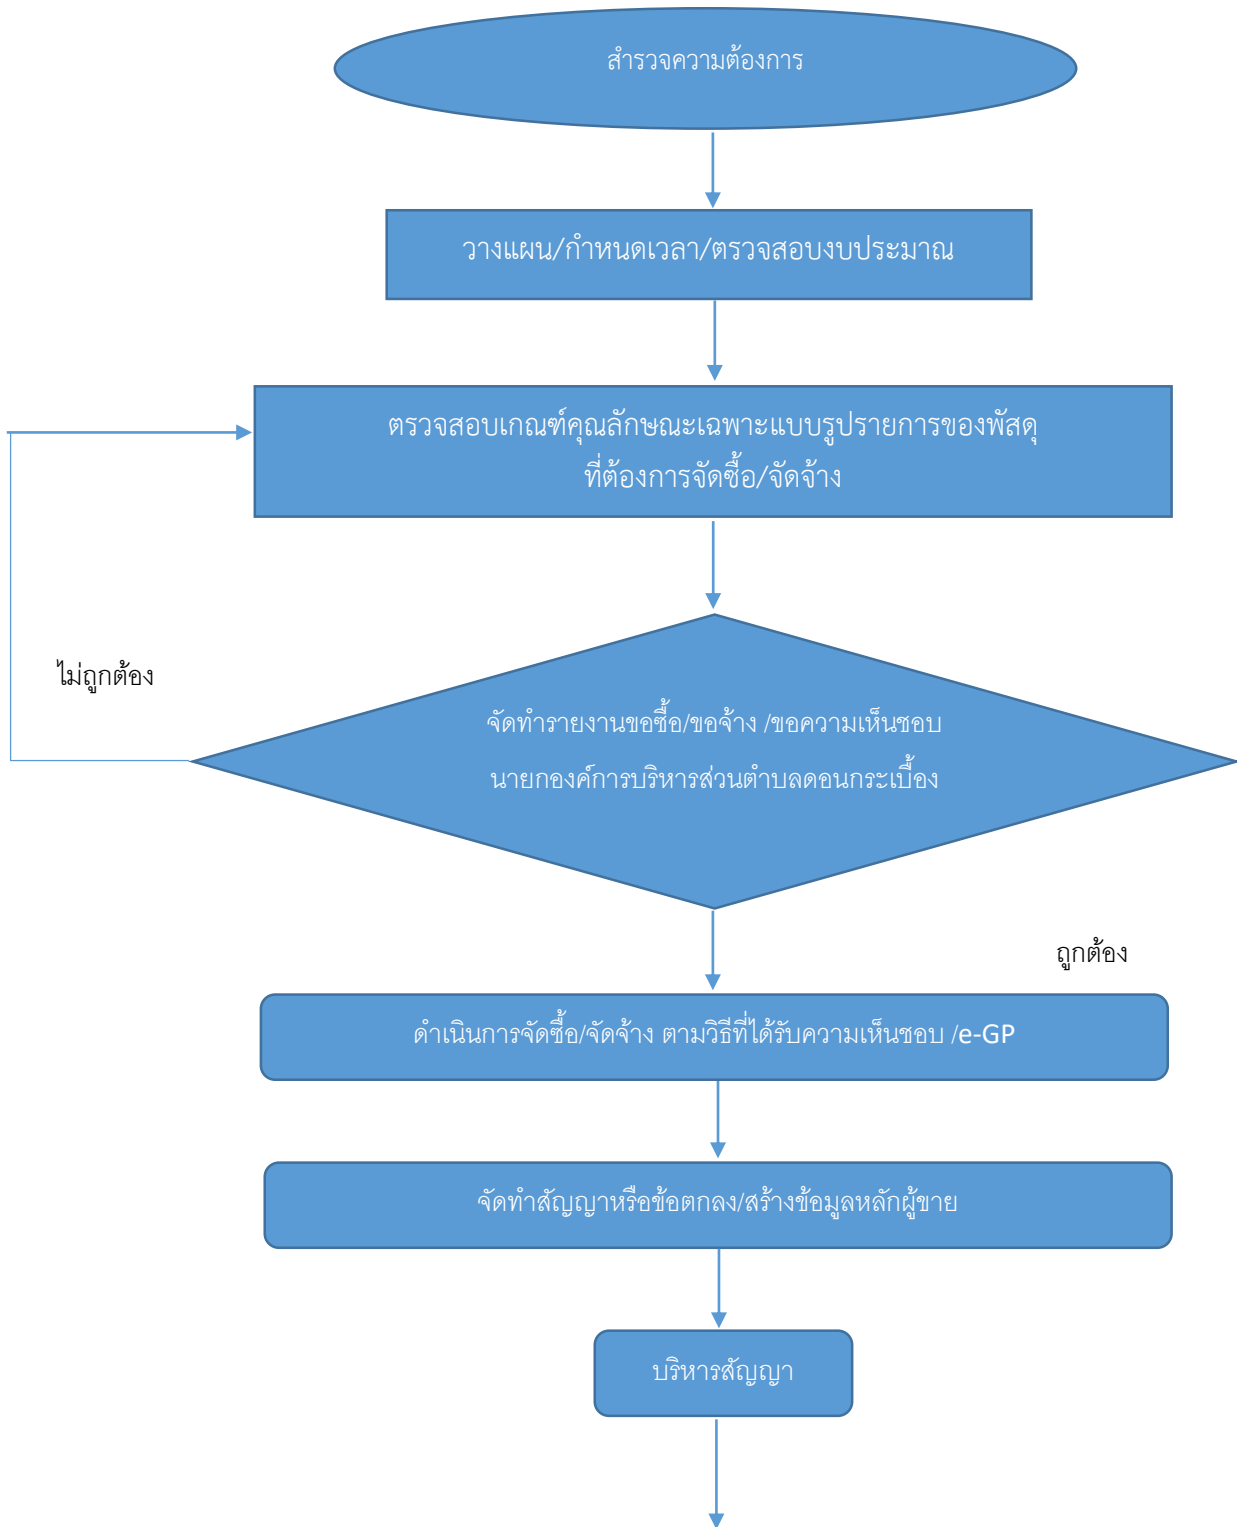 สำรวจความต้องการ
วางแผน/กำหนดเวลา/ตรวจสอบงบประมาณ
ตรวจสอบเกณฑ์คุณลักษณะเฉพาะแบบรูปรายการของพัสดุ
ที่ต้องการจัดซื้อ/จัดจ้าง
ไม่ถูกต้อง
จัดทำรายงานขอซื้อ/ขอจ้าง /ขอความเห็นชอบ
นายกองค์การบริหารส่วนตำบลดอนกระเบื้อง
ถูกต้อง
ดำเนินการจัดซื้อ/จัดจ้าง ตามวิธีที่ได้รับความเห็นชอบ /e-GP
จัดทำสัญญาหรือข้อตกลง/สร้างข้อมูลหลักผู้ขาย
บริหารสัญญา